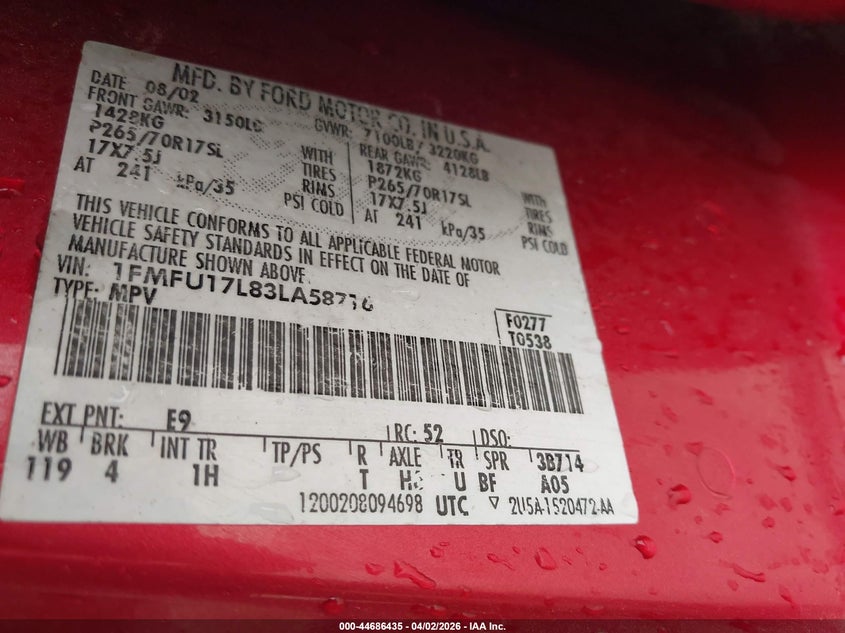 MFD. BY FORD MOTOR CO. IN U.S.A.
DATE 08/02 GVWR: 7100LB/ 3220KG
FRONT GAWR: 3150LB REAR GAWR: 4128LB
1428KG WITH 1872KG WITH
P265/70R17SL TIRES P265/70R17SL TIRES
17X7.5J RIMS 17X7.5J RIMS
AT 241 kPa/35 PSI COLD AT 241 kPa/35 PSI COLD
THIS VEHICLE CONFORMS TO ALL APPLICABLE FEDERAL MOTOR
VEHICLE SAFETY STANDARDS IN EFFECT ON THE DATE OF
MANUFACTURE SHOWN ABOVE.
VIN: 1FMFU17L83LA58716
TYPE: MPV
F0277
T0538
EXT PNT: E9 RC: 52 DSO:
WB BRK INT TR TP/PS R AXLE TR SPR 3B714
119 4 1H T U BF A05
1200208094698 UTC 2U5A-1520472-AA
000-44686435 - 04/02/2026 - IAA Inc.